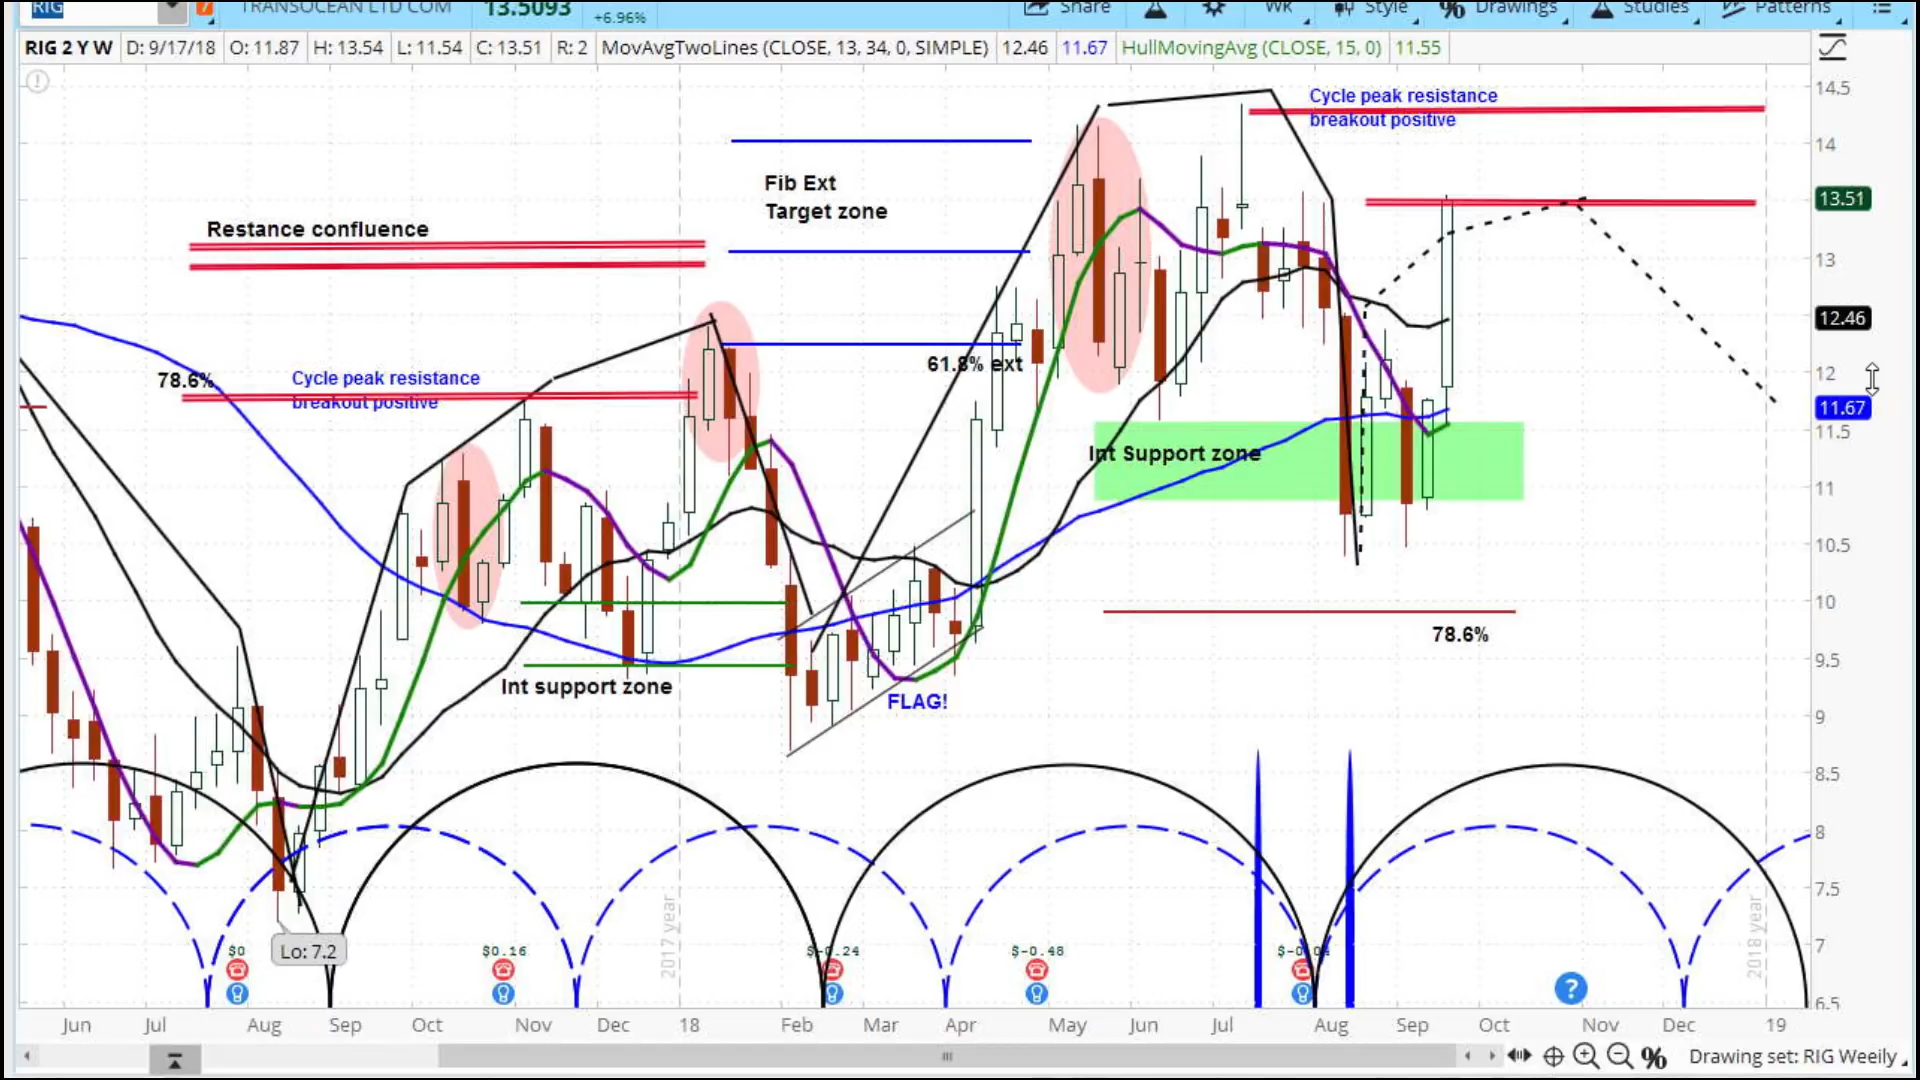 RIG
TRANSOCEAN LTD COM
13.5093
+6.96%
Share
Wk
Style
Drawings
Studies
Patterns
RIG 2 Y W
D: 9/17/18
O: 11.87
H: 13.54
L: 11.54
C: 13.51
R: 2
MovAvgTwoLines (CLOSE, 13, 34, 0, SIMPLE)
12.46
11.67
HullMovingAvg (CLOSE, 15, 0)
11.55
14.5
14
13.51
13
12.46
12
11.67
11.5
11
10.5
10
9.5
9
8.5
8
7.5
7
6.5
Cycle peak resistance
breakout positive
Fib Ext
Target zone
Restance confluence
61.8% ext
78.6%
Cycle peak resistance
breakout positive
Int Support zone
78.6%
Int support zone
FLAG!
Lo: 7.2
$0
$0.16
$-0.24
$-0.48
2017 year
2018 year
?
Jun
Jul
Aug
Sep
Oct
Nov
Dec
18
Feb
Mar
Apr
May
Jun
Jul
Aug
Sep
Oct
Nov
Dec
19
Drawing set: RIG Weeily